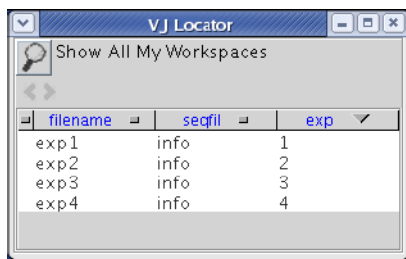 VJ Locator
Show All My Workspaces
filename seqfil exp
exp1 info 1
exp2 info 2
exp3 info 3
exp4 info 4